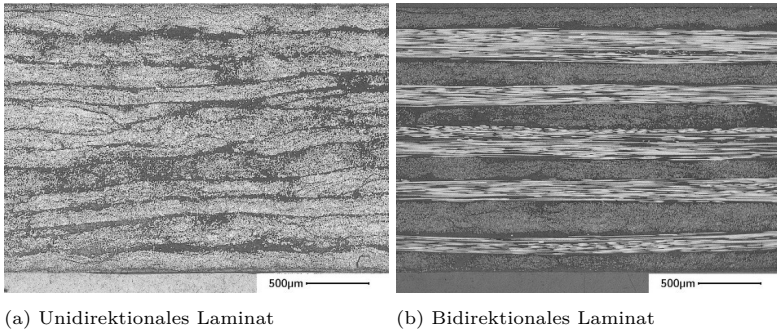 500µm
500µm
(a) Unidirektionales Laminat
(b) Bidirektionales Laminat